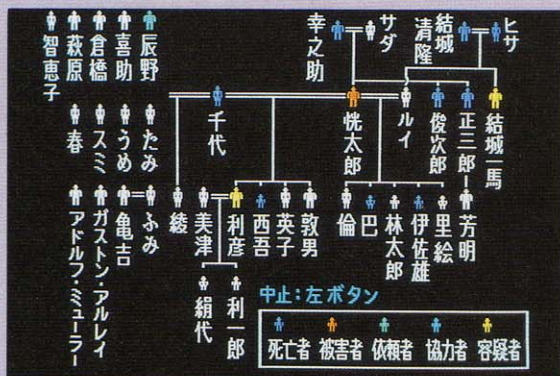 辰野
喜助
倉橋
萩原
智恵子
たみ
うめ
スミ
春
ふみ
亀吉
ガストン・アルレイ
アドルフ・ミューラー
ヒサ
結城清隆
サダ
幸之助
結城一馬
正三郎
俊次郎
ルイ
恍太郎
千代
芳明
里絵
伊佐雄
林太郎
巴
倫
敦男
英子
西吾
利彦
美津
綾
利一郎
絹代
中止:左ボタン
死亡者 被害者 依頼者 協力者 容疑者